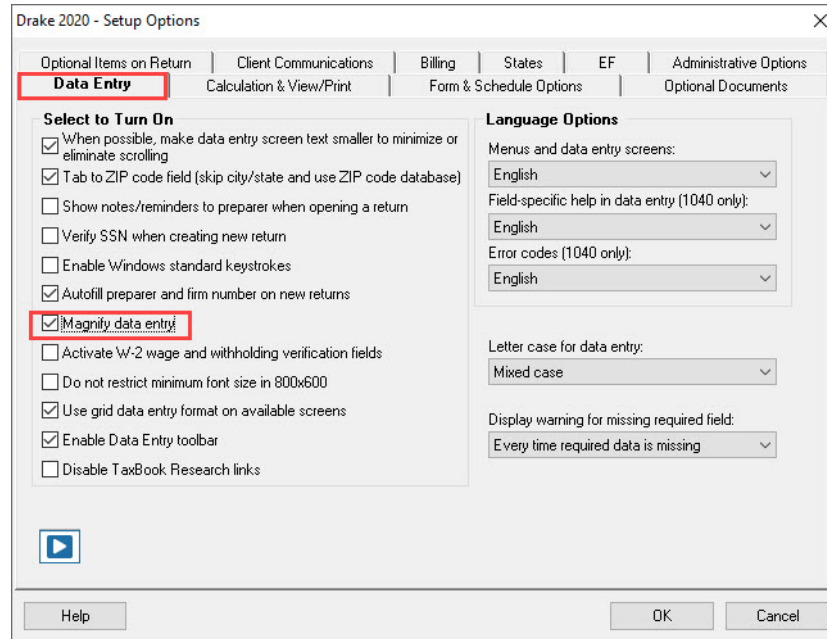 Drake 2020 - Setup Options
Optional Items on Return
Client Communications
Billing
States
EF
Administrative Options
Data Entry
Calculation & View/Print
Form & Schedule Options
Optional Documents
Select to Turn On
When possible, make data entry screen text smaller to minimize or
eliminate scrolling
Tab to ZIP code field (skip city/state and use ZIP code database)
Show notes/reminders to preparer when opening a return
Verify SSN when creating new return
Enable Windows standard keystrokes
Autofill preparer and firm number on new returns
Magnify data entry
Activate W-2 wage and withholding verification fields
Do not restrict minimum font size in 800x600
Use grid data entry format on available screens
Enable Data Entry toolbar
Disable TaxBook Research links
Language Options
Menus and data entry screens:
English
Field-specific help in data entry (1040 only):
English
Error codes (1040 only):
English
Letter case for data entry:
Mixed case
Display warning for missing required field:
Every time required data is missing
Help
OK
Cancel